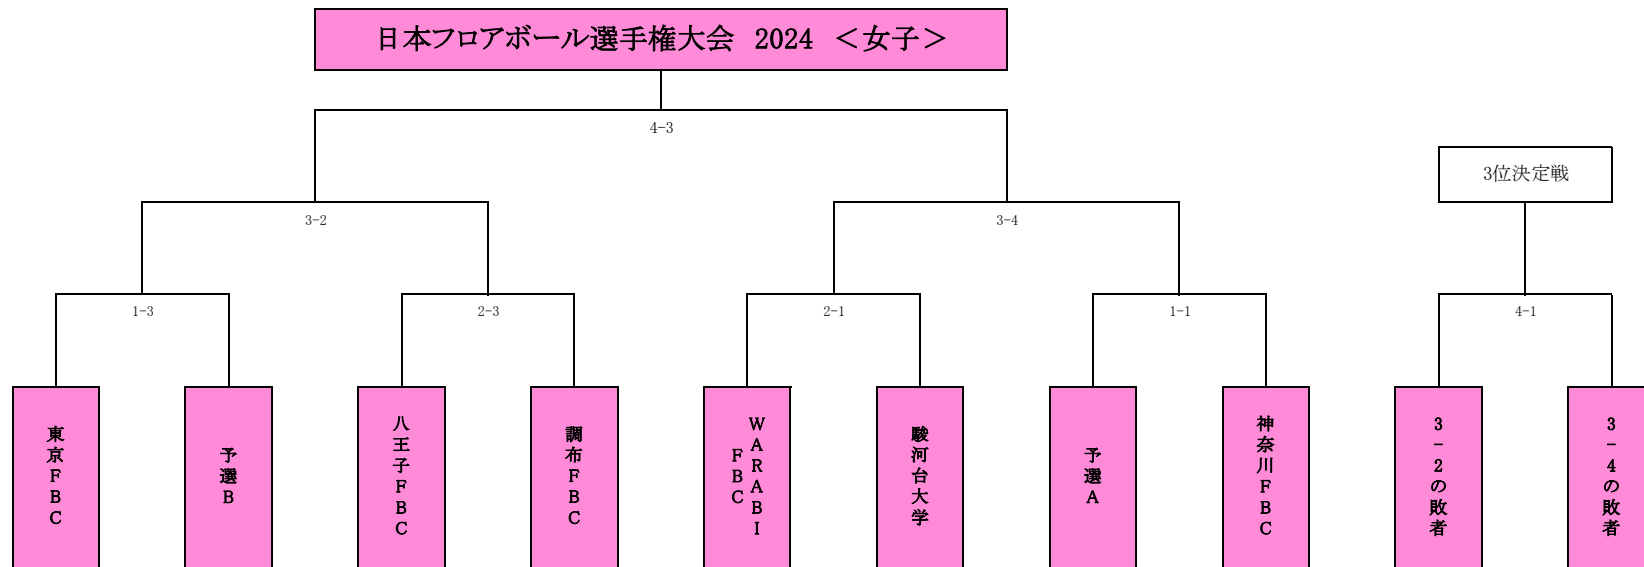 日本フロアボール選手権大会 2024 ＜女子＞
4-3
3位決定戦
3-2
3-4
1-3
2-3
2-1
1-1
4-1
東京FBC
予選B
八王子FBC
調布FBC
WARABI
FBC
駿河台大学
予選A
神奈川FBC
3-2の敗者
3-4の敗者